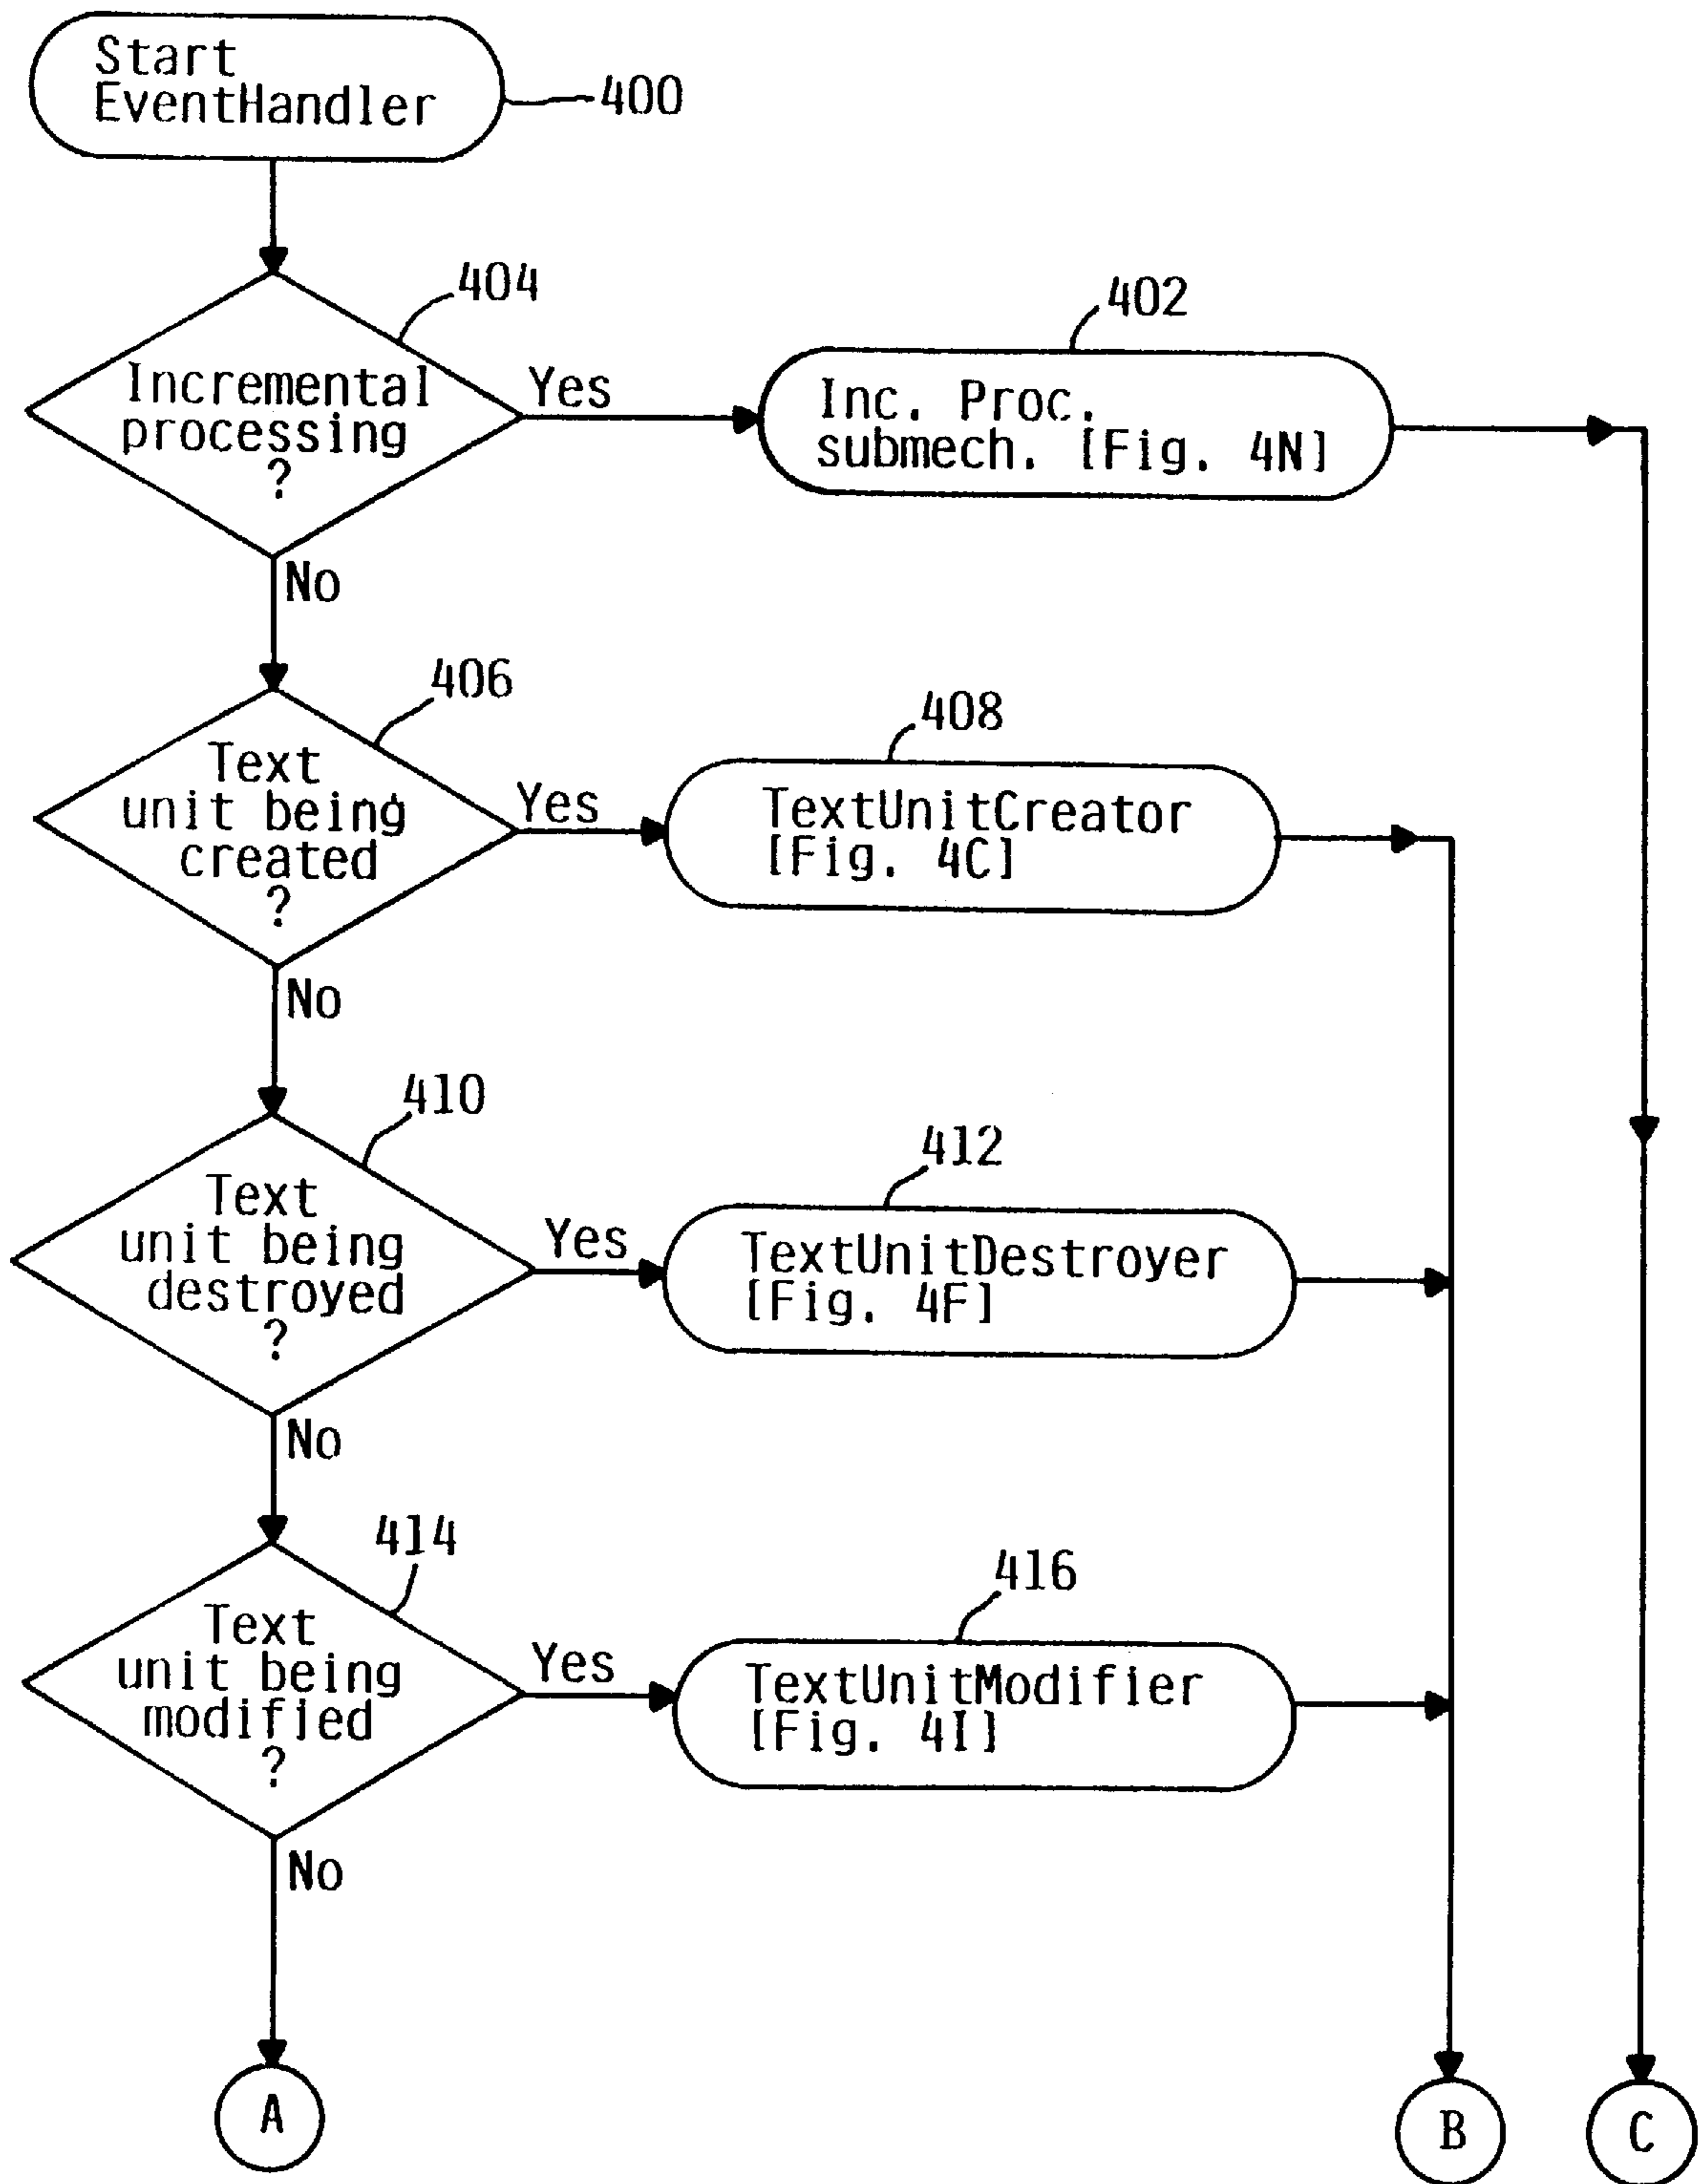 Start
EventHandler
400
404
Incremental
processing
?
Yes
402
Inc. Proc.
submech. [Fig. 4N]
No
406
Text
unit being
created
?
Yes
408
TextUnitCreator
[Fig. 4C]
No
410
Text
unit being
destroyed
?
Yes
412
TextUnitDestroyer
[Fig. 4F]
No
414
Text
unit being
modified
?
Yes
416
TextUnitModifier
[Fig. 4I]
No
A
B
C